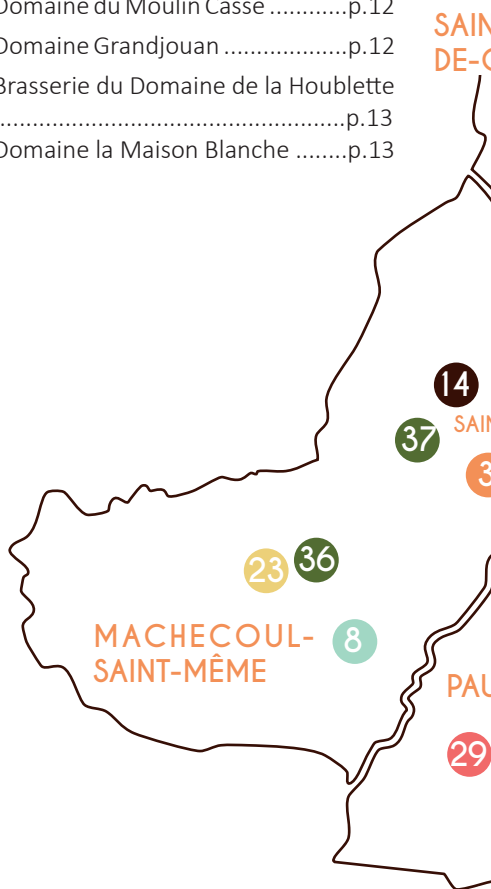 Domaine du Moulin Cassé ............p.12
Domaine Grandjouan ...................p.12
Brasserie du Domaine de la Houblette
......................................................p.13
Domaine la Maison Blanche ........p.13
14
37
23
36
8
MACHECOUL-
SAINT-MÊME
29